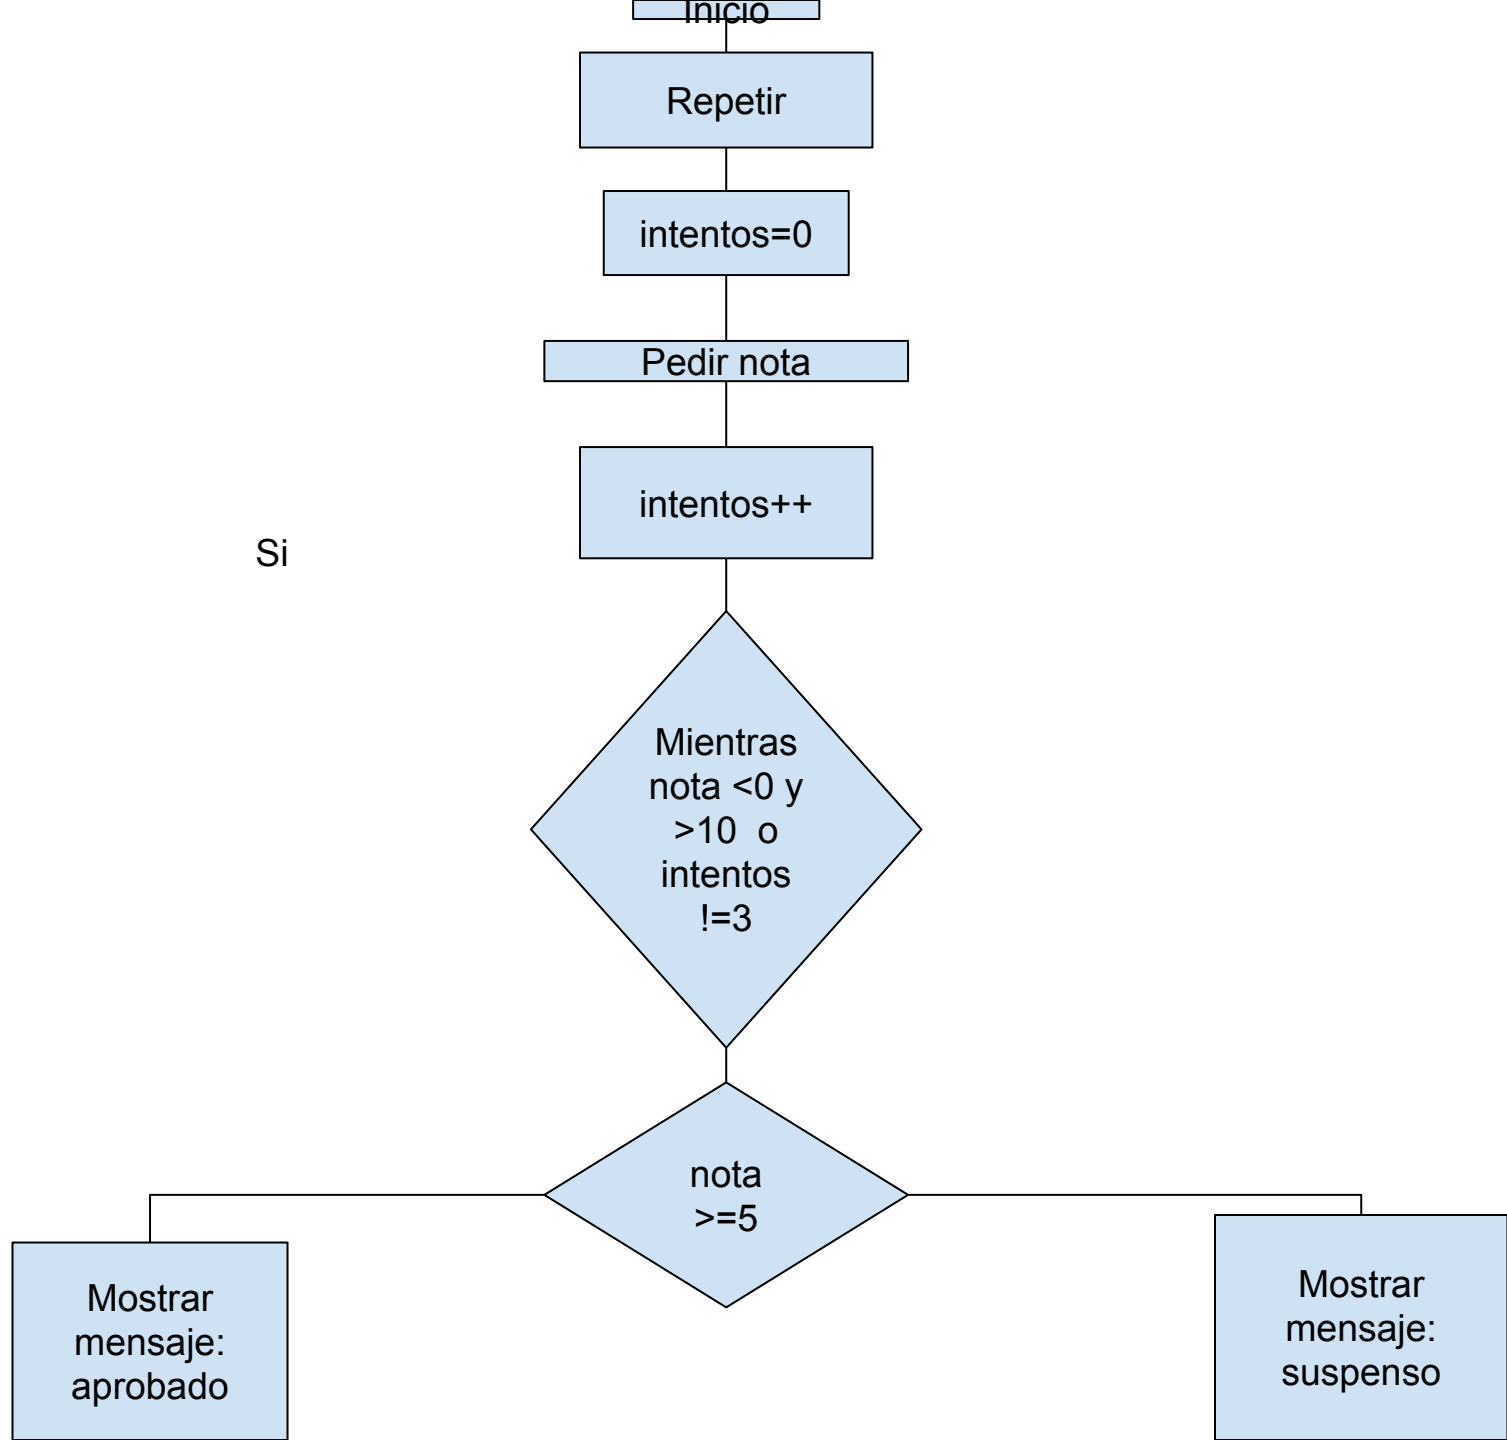 Inicio
Repetir
intentos=0
Pedir nota
intentos++
Si
Mientras
nota <0 y
>10 o
intentos
!=3
nota
>=5
Mostrar
mensaje:
aprobado
Mostrar
mensaje:
suspenso